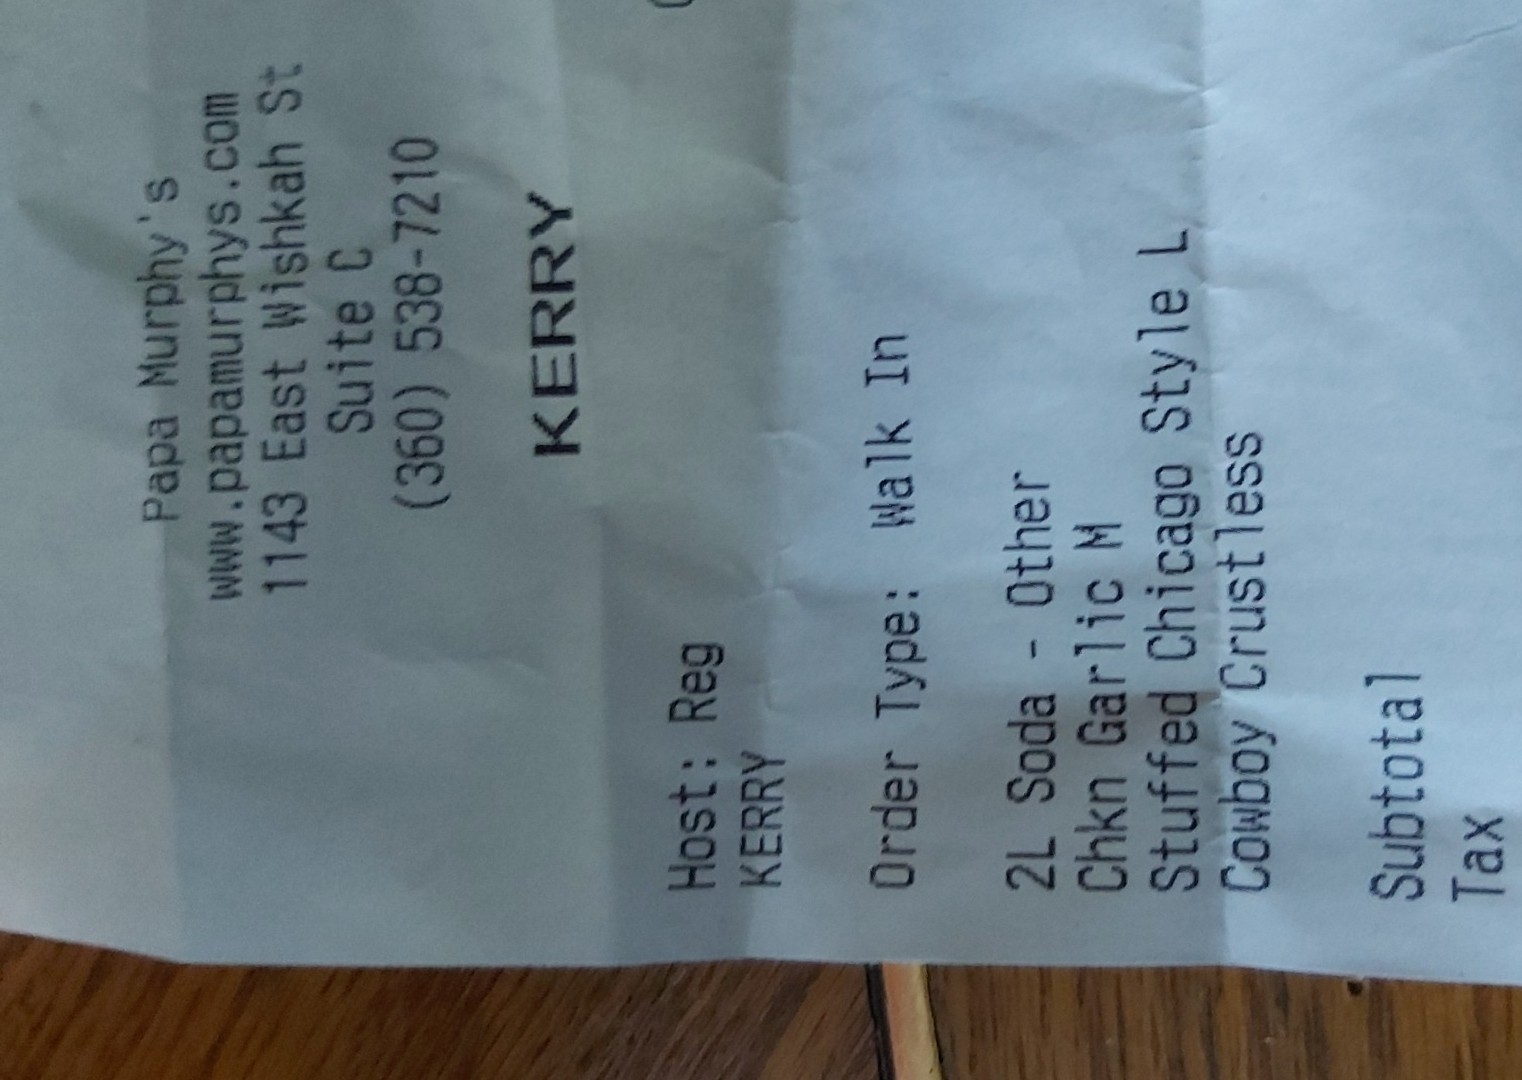 Papa Murphy's
www.papamurphys.com
1143 East Wishkah St
Suite C
(360) 538-7210
KERRY
Host: Reg
KERRY
Order Type: Walk In
2L Soda - Other
Chkn Garlic M
Stuffed Chicago Style L
Cowboy Crustless
Subtotal
Tax